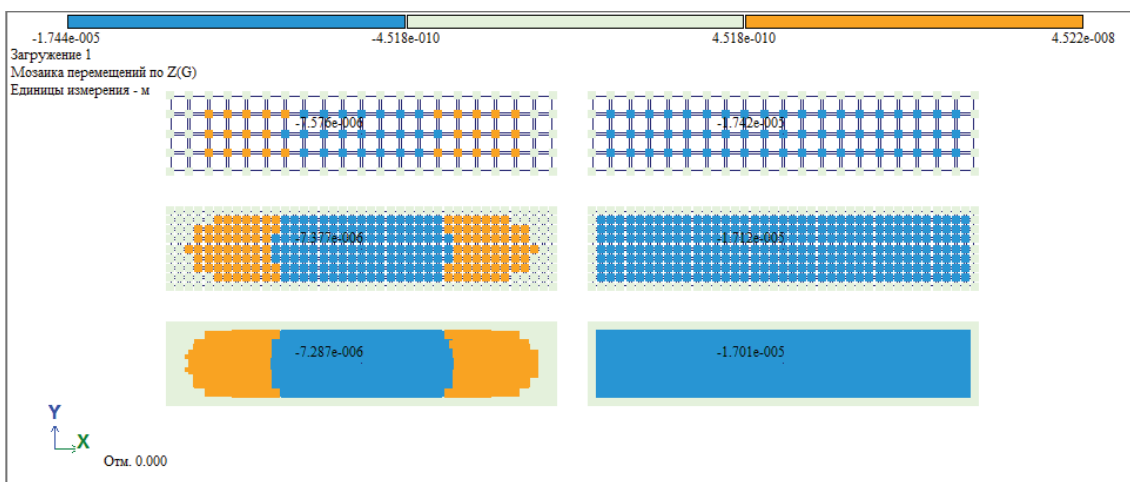 -1.744e-005 -4.518e-010 4.518e-010 4.522e-008
Загружение 1
Мозаика перемещений по Z(G)
Единицы измерения - м
-7.576e-006 -1.742e-005
-7.377e-006 -1.712e-005
-7.287e-006 -1.701e-005
Y
X
Отм. 0.000